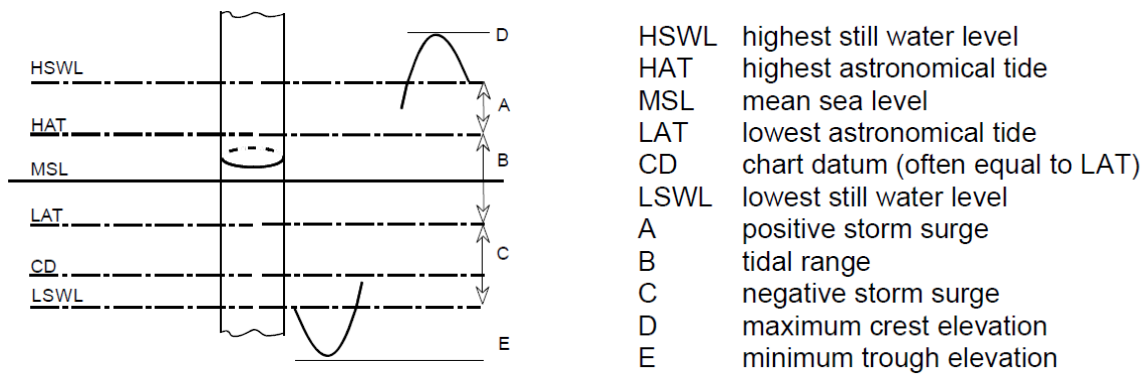 D
HSWL
A
HAT
B
MSL
LAT
C
CD
LSWL
E
HSWL highest still water level
HAT highest astronomical tide
MSL mean sea level
LAT lowest astronomical tide
CD chart datum (often equal to LAT)
LSWL lowest still water level
A positive storm surge
B tidal range
C negative storm surge
D maximum crest elevation
E minimum trough elevation